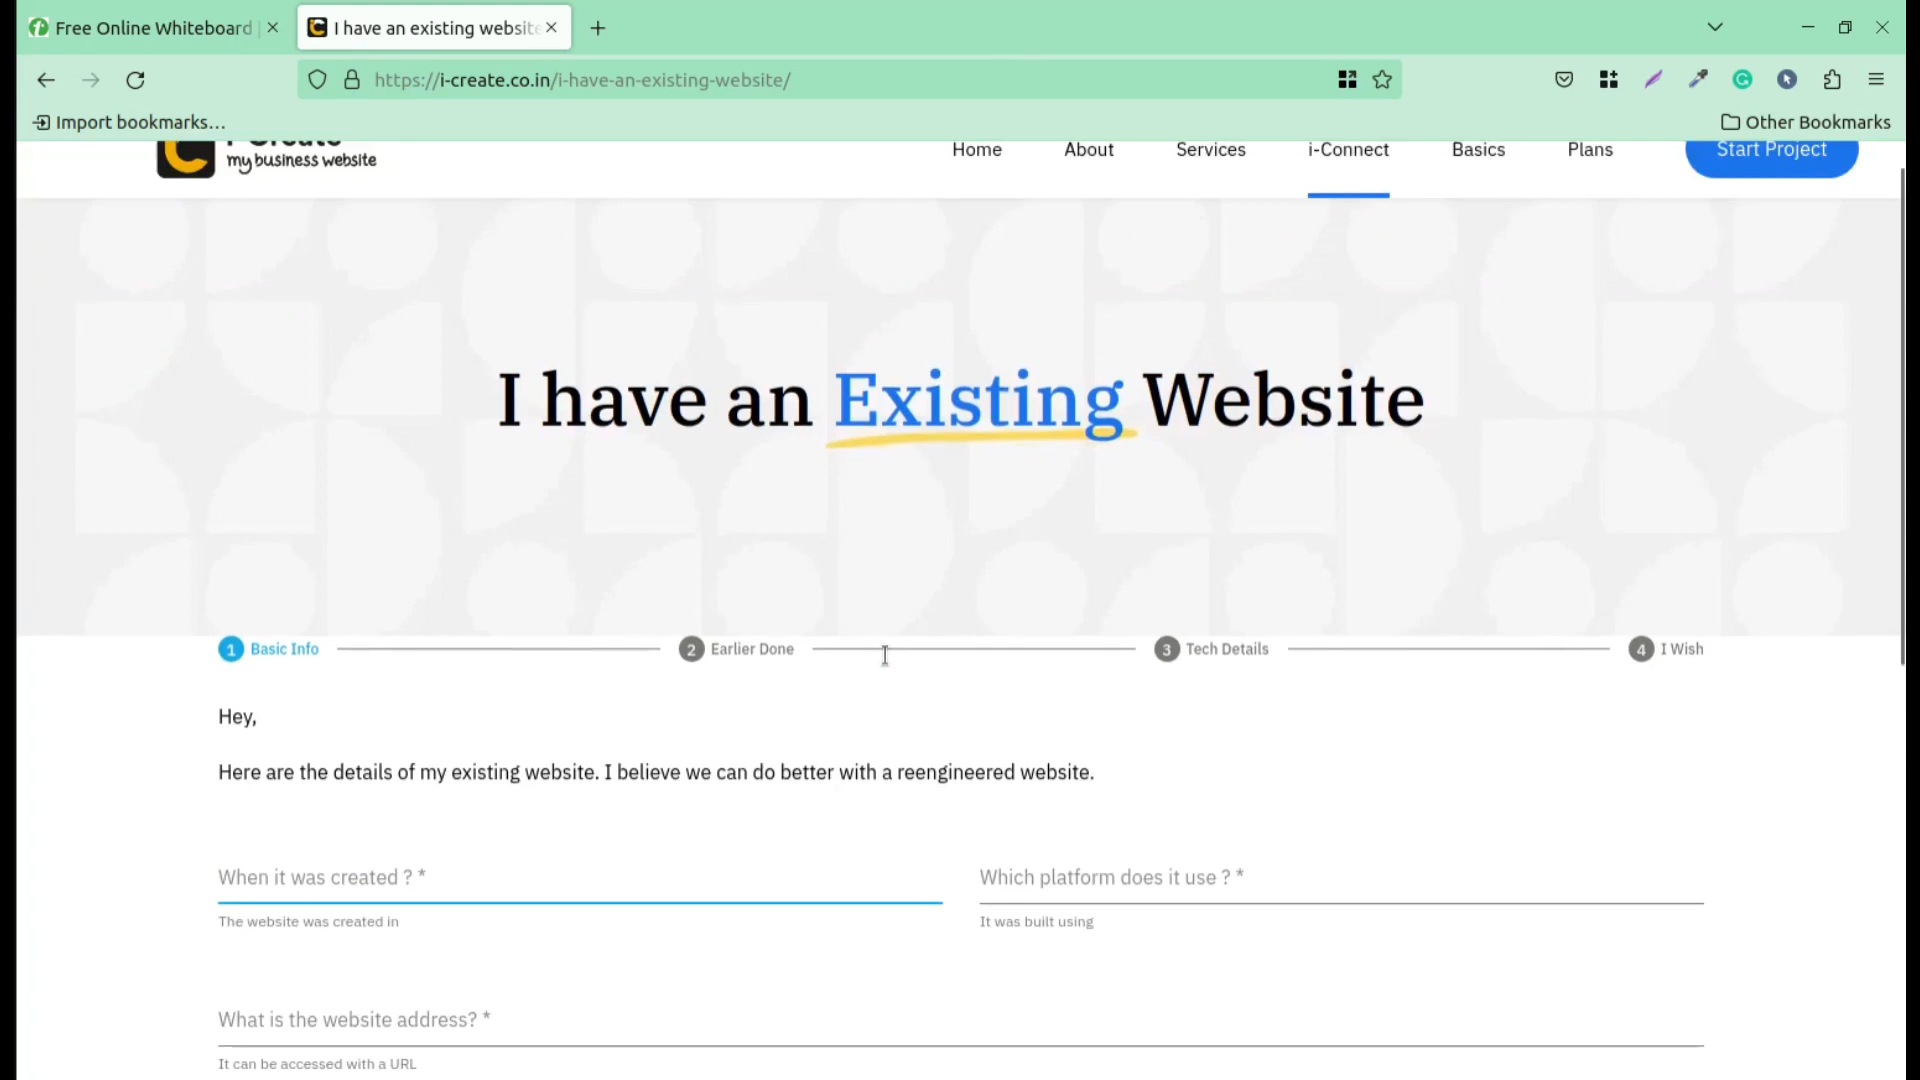 Free Online Whiteboard
I have an existing websit
https://i-create.co.in/i-have-an-existing-website/
Import bookmarks...
Other Bookmarks
my business website
Home
About
Services
i-Connect
Basics
Plans
Start Project
I have an Existing Website
1 Basic Info
2 Earlier Done
3 Tech Details
4 I Wish
Hey,
Here are the details of my existing website. I believe we can do better with a reengineered website.
When it was created ? *
Which platform does it use ? *
The website was created in
It was built using
What is the website address? *
It can be accessed with a URL